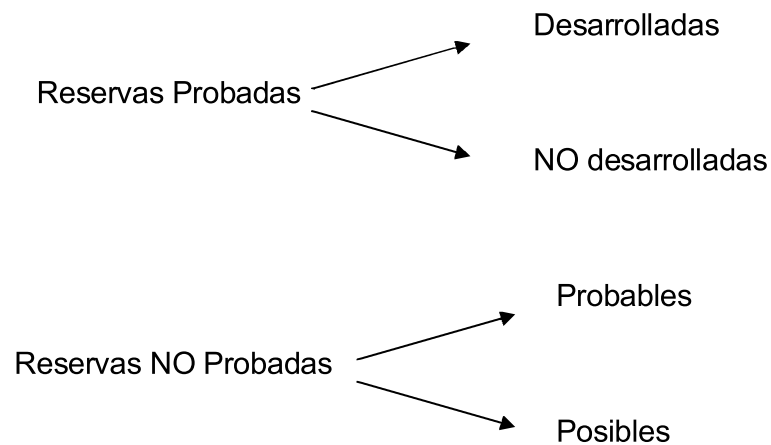 Desarrolladas
Reservas Probadas
NO desarrolladas
Probables
Reservas NO Probadas
Posibles